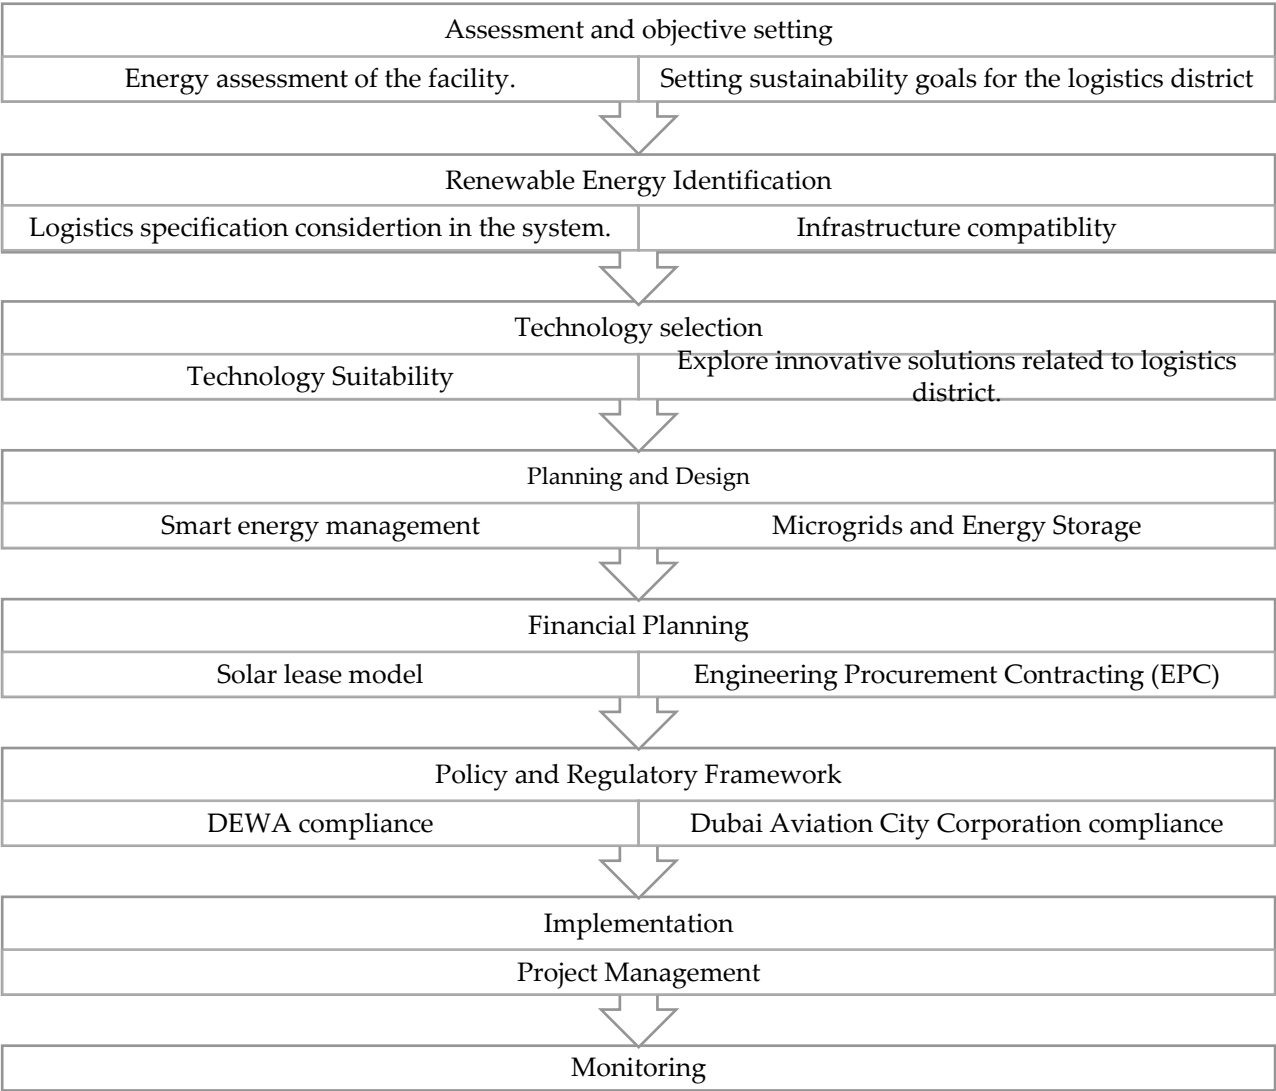 Assessment and objective setting
Energy assessment of the facility.
Setting sustainability goals for the logistics district
Renewable Energy Identification
Logistics specification considertion in the system.
Infrastructure compatiblity
Technology selection
Technology Suitability
Explore innovative solutions related to logistics
district.
Planning and Design
Smart energy management
Microgrids and Energy Storage
Financial Planning
Solar lease model
Engineering Procurement Contracting (EPC)
Policy and Regulatory Framework
DEWA compliance
Dubai Aviation City Corporation compliance
Implementation
Project Management
Monitoring